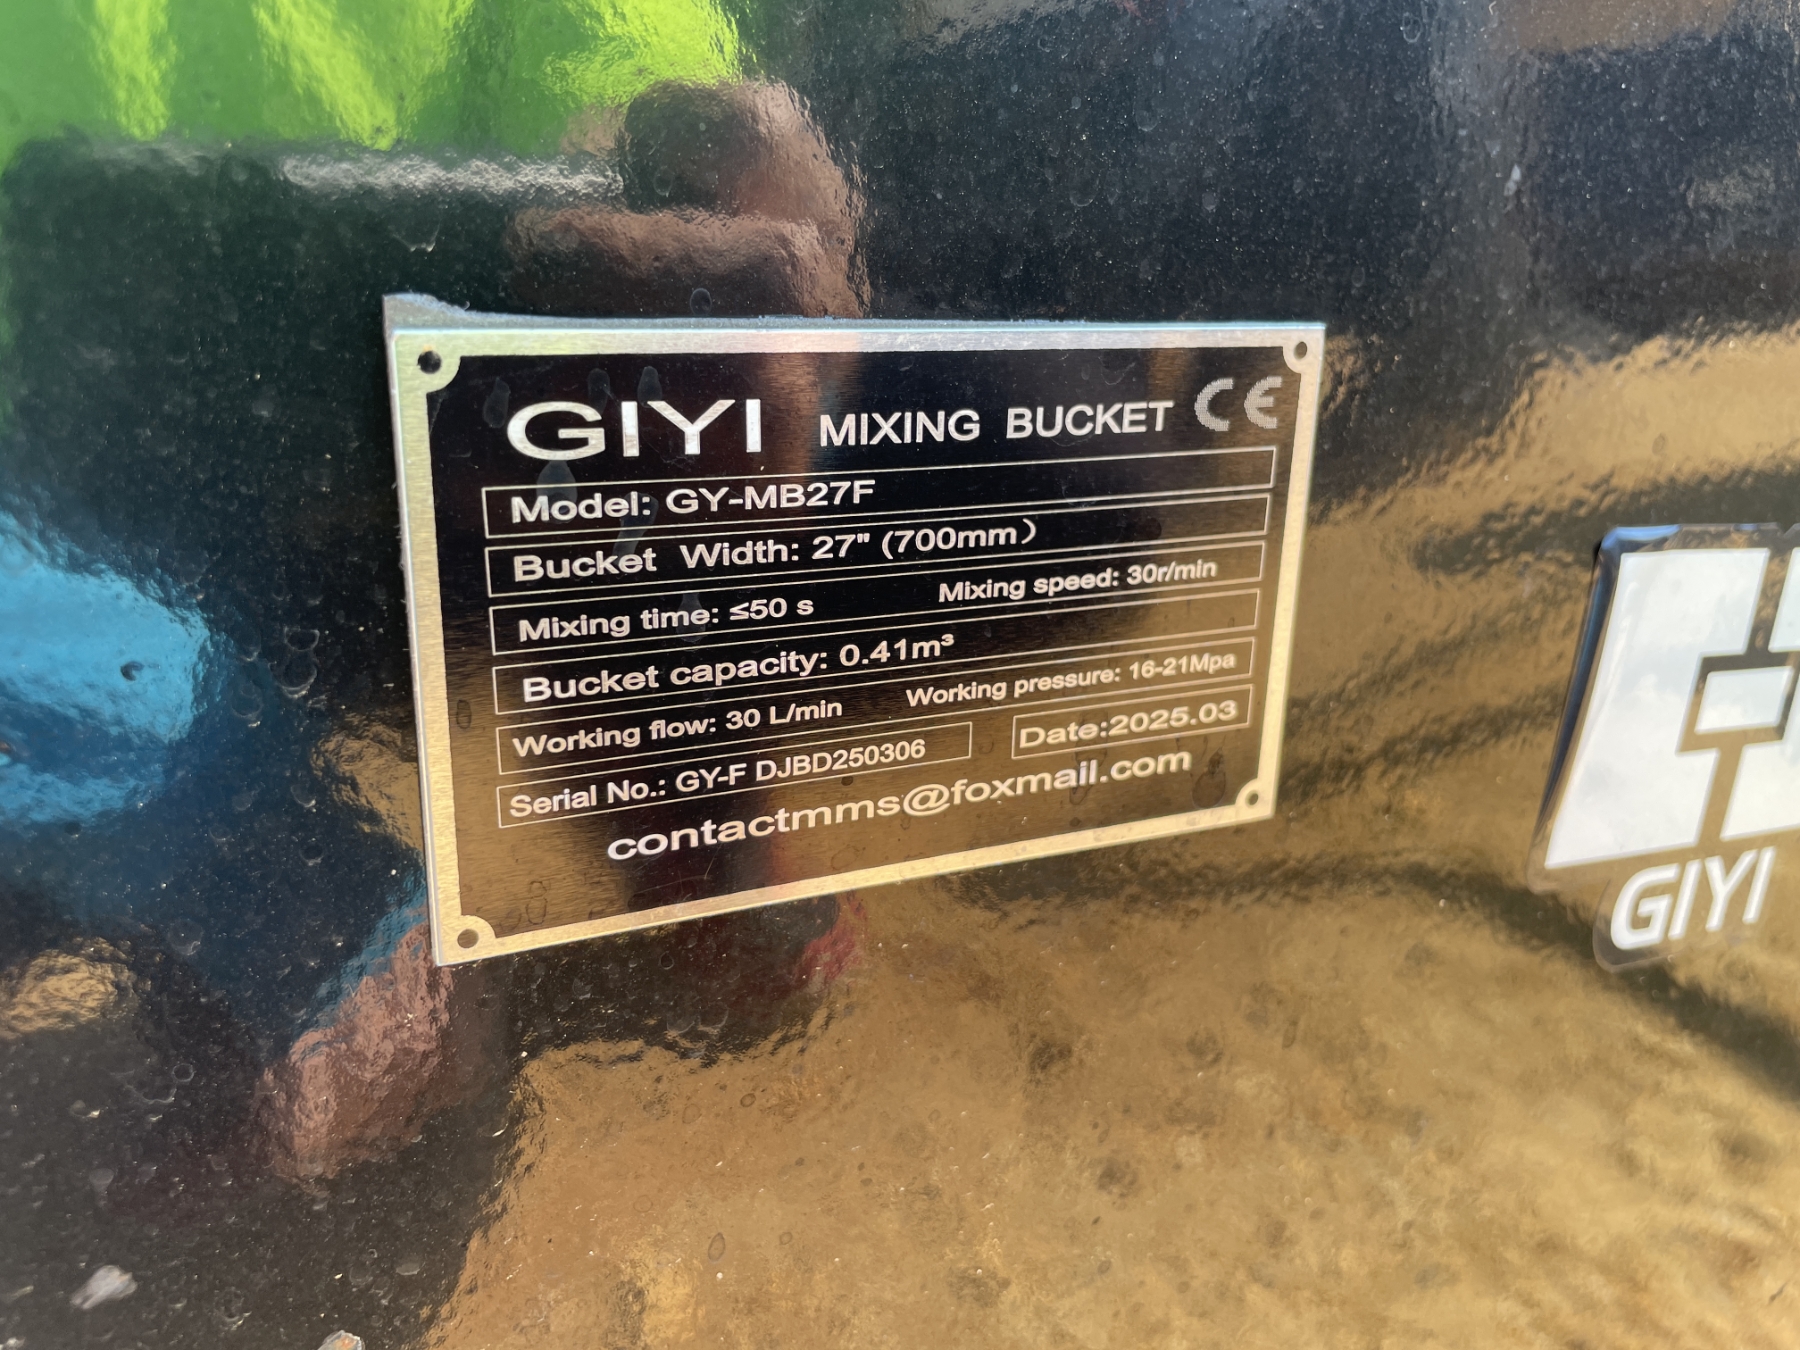 GIYI MIXING BUCKET CE
Model: GY-MB27F
Bucket Width: 27" (700mm)
Mixing time: ≤50 s Mixing speed: 30r/min
Bucket capacity: 0.41m³
Working flow: 30 L/min Working pressure: 16-21Mpa
Serial No.: GY-F DJBD250306 Date:2025.03
contactmms@foxmail.com
GIYI